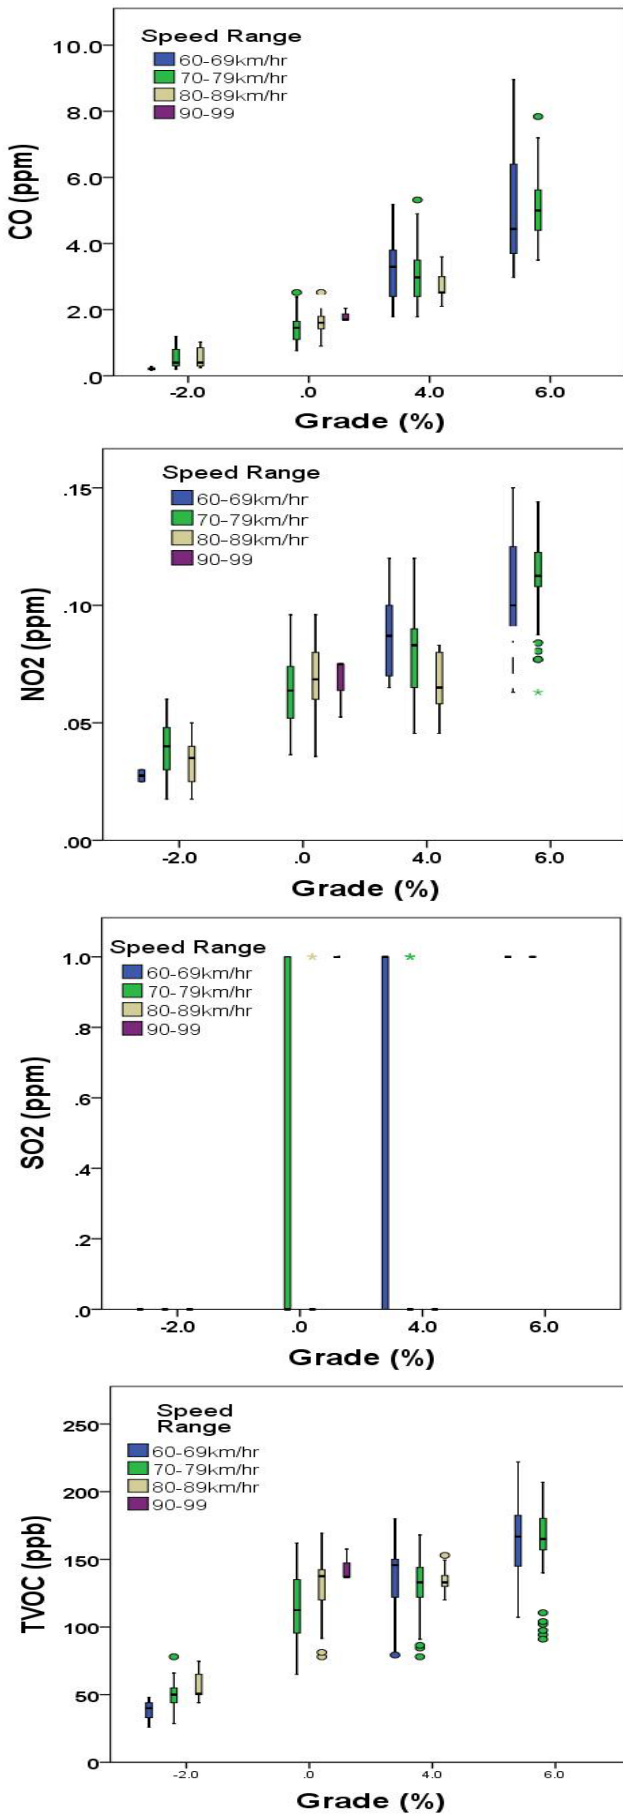 Speed Range
60-69km/hr
70-79km/hr
80-89km/hr
90-99
10.0
8.0
6.0
4.0
2.0
.0
CO (ppm)
-2.0 .0 4.0 6.0
Grade (%)
Speed Range
60-69km/hr
70-79km/hr
80-89km/hr
90-99
.15
.10
.05
.00
NO2 (ppm)
-2.0 .0 4.0 6.0
Grade (%)
Speed Range
60-69km/hr
70-79km/hr
80-89km/hr
90-99
1.0
.8
.6
.4
.2
.0
SO2 (ppm)
-2.0 .0 4.0 6.0
Grade (%)
Speed
Range
60-69km/hr
70-79km/hr
80-89km/hr
90-99
250
200
150
100
50
0
TVOC (ppb)
-2.0 .0 4.0 6.0
Grade (%)